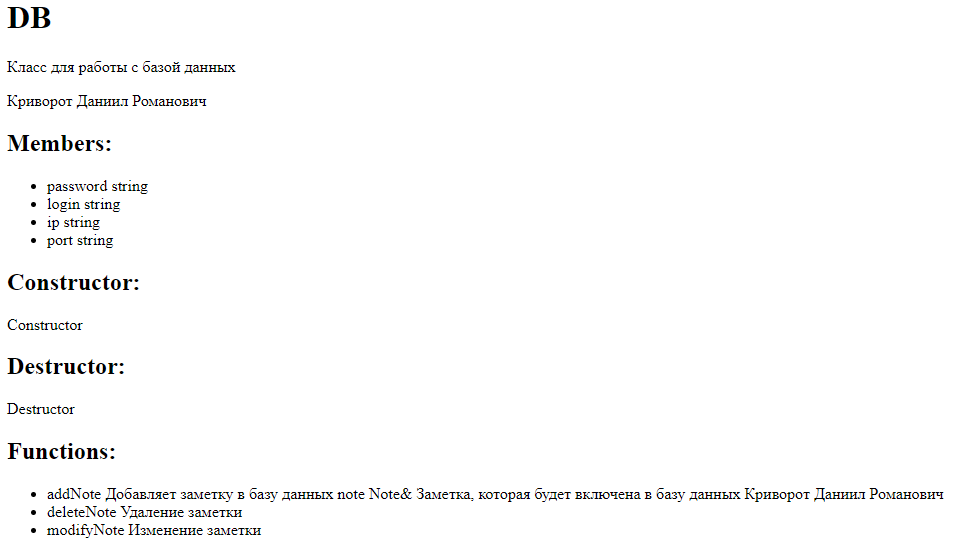 DB
Класс для работы с базой данных
Криворот Даниил Романович
Members:
password string
login string
ip string
port string
Constructor:
Constructor
Destructor:
Destructor
Functions:
addNote Добавляет заметку в базу данных note Note& Заметка, которая будет включена в базу данных Криворот Даниил Романович
deleteNote Удаление заметки
modifyNote Изменение заметки